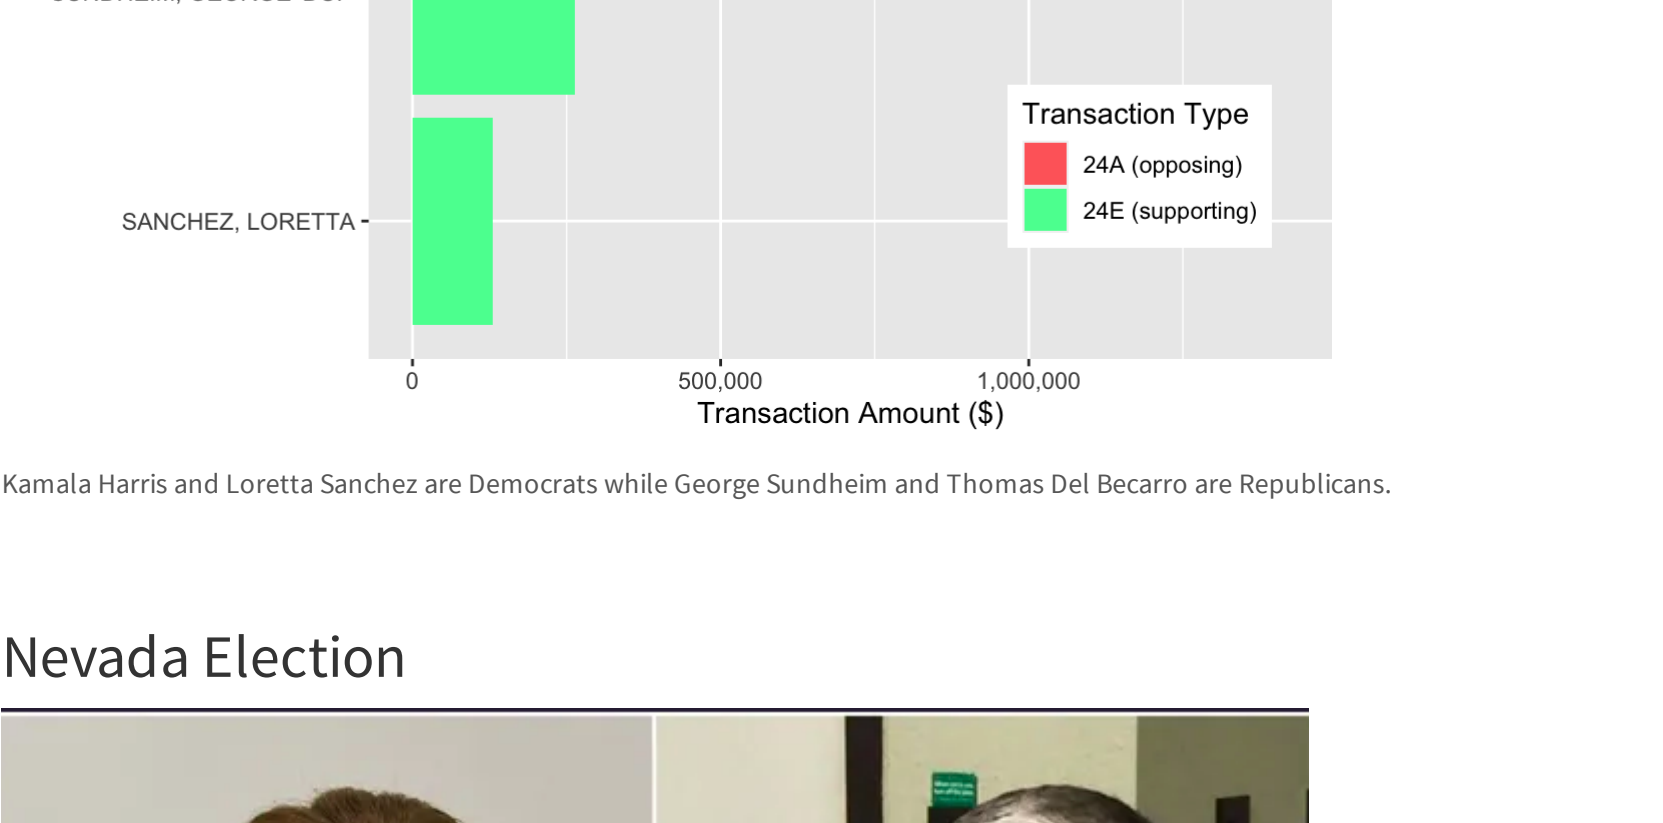 SANCHEZ, LORETTA
Transaction Type
24A (opposing)
24E (supporting)
0
500,000
1,000,000
Transaction Amount ($)
Kamala Harris and Loretta Sanchez are Democrats while George Sundheim and Thomas Del Becarro are Republicans.
Nevada Election